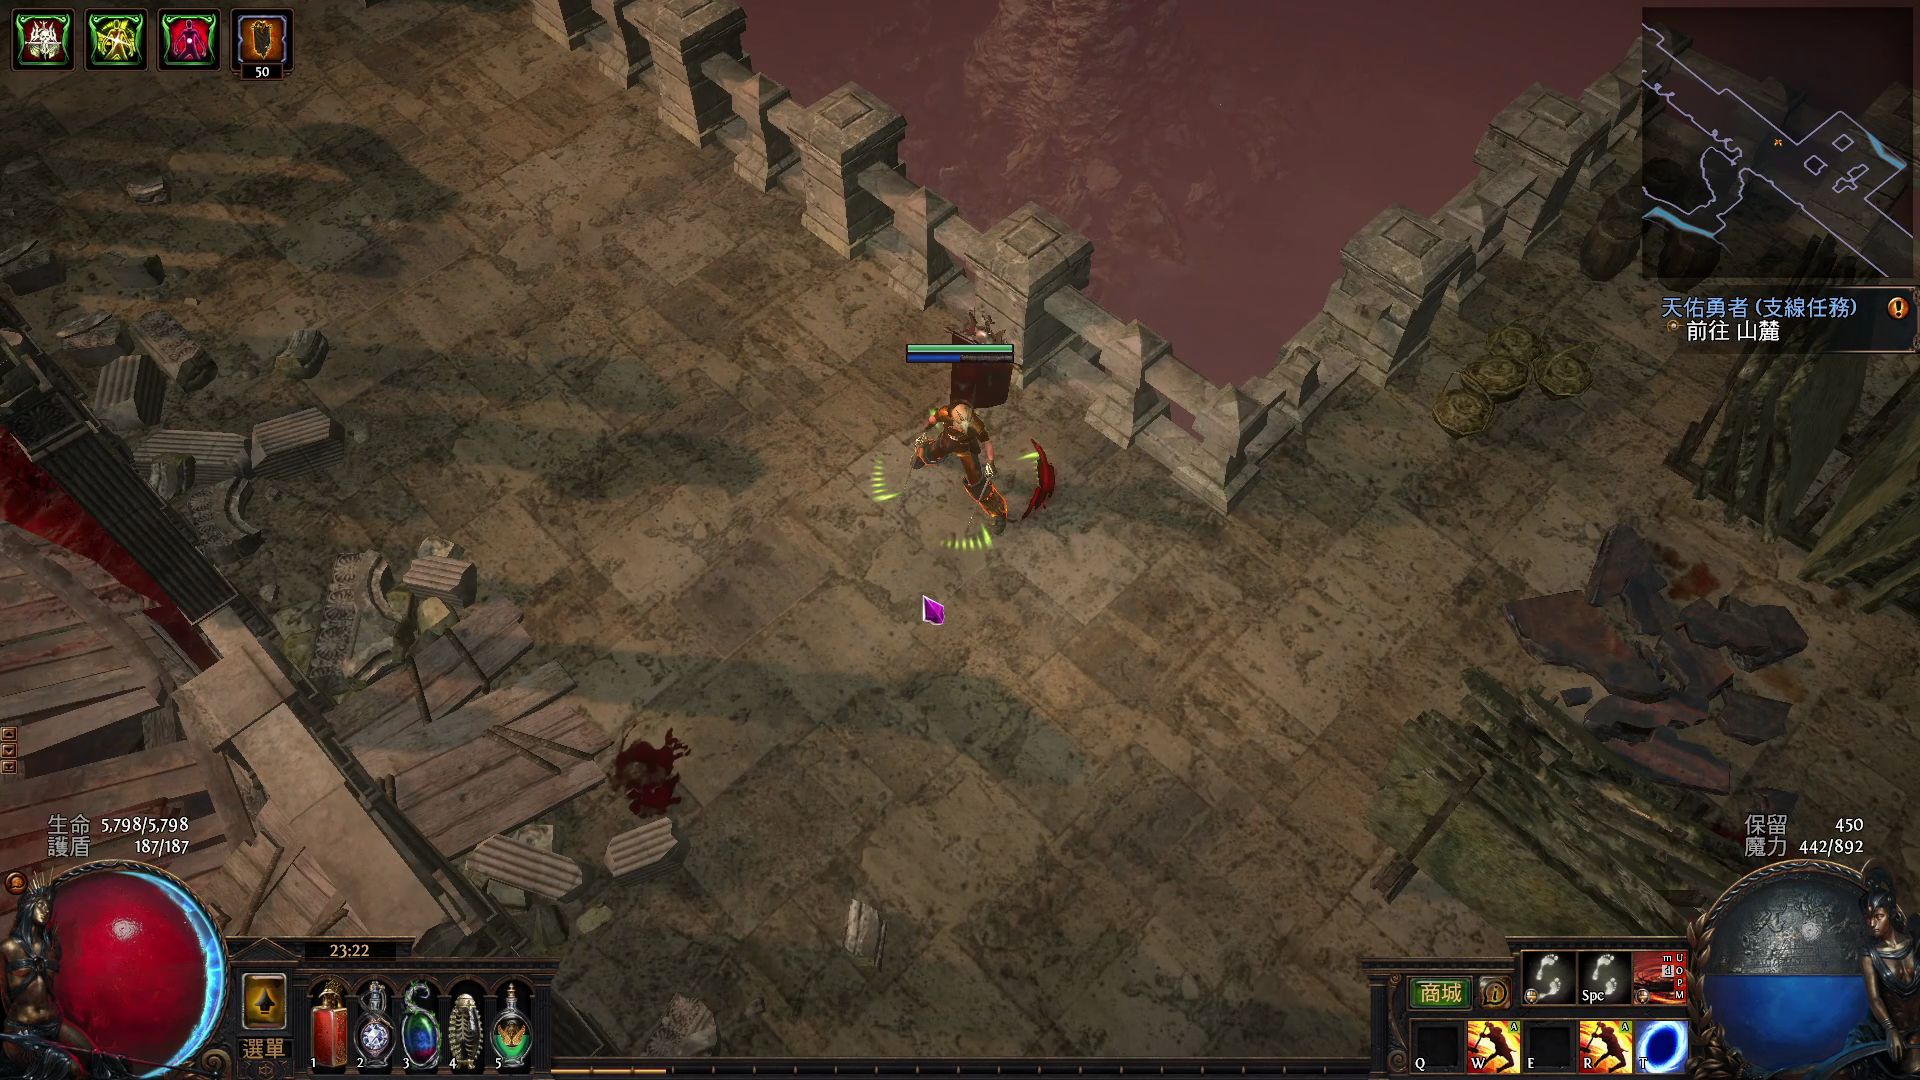 50
天佑勇者 (支線任務)
前往 山麓
生命 5,798/5,798
護盾 187/187
保留 450
魔力 442/892
23:22
選單
1 2 3 4 5
商城
Spc
m U
d O
P
M
A A
Q W E R T